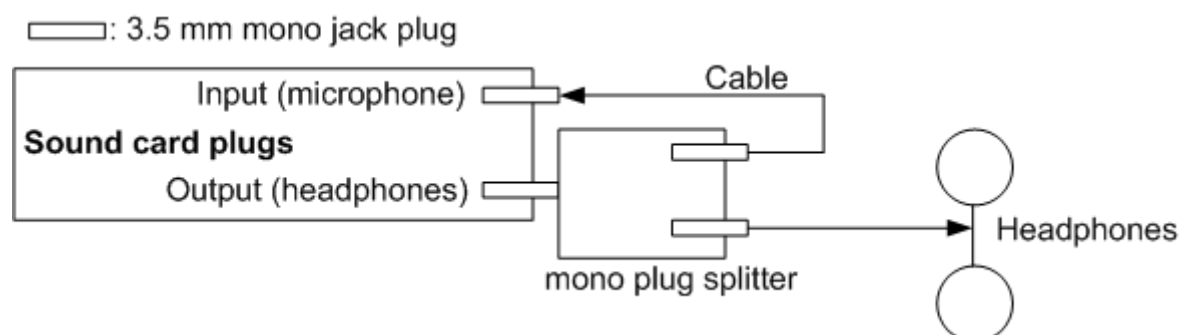 : 3.5 mm mono jack plug
Cable
Input (microphone)
Sound card plugs
Output (headphones)
Headphones
mono plug splitter